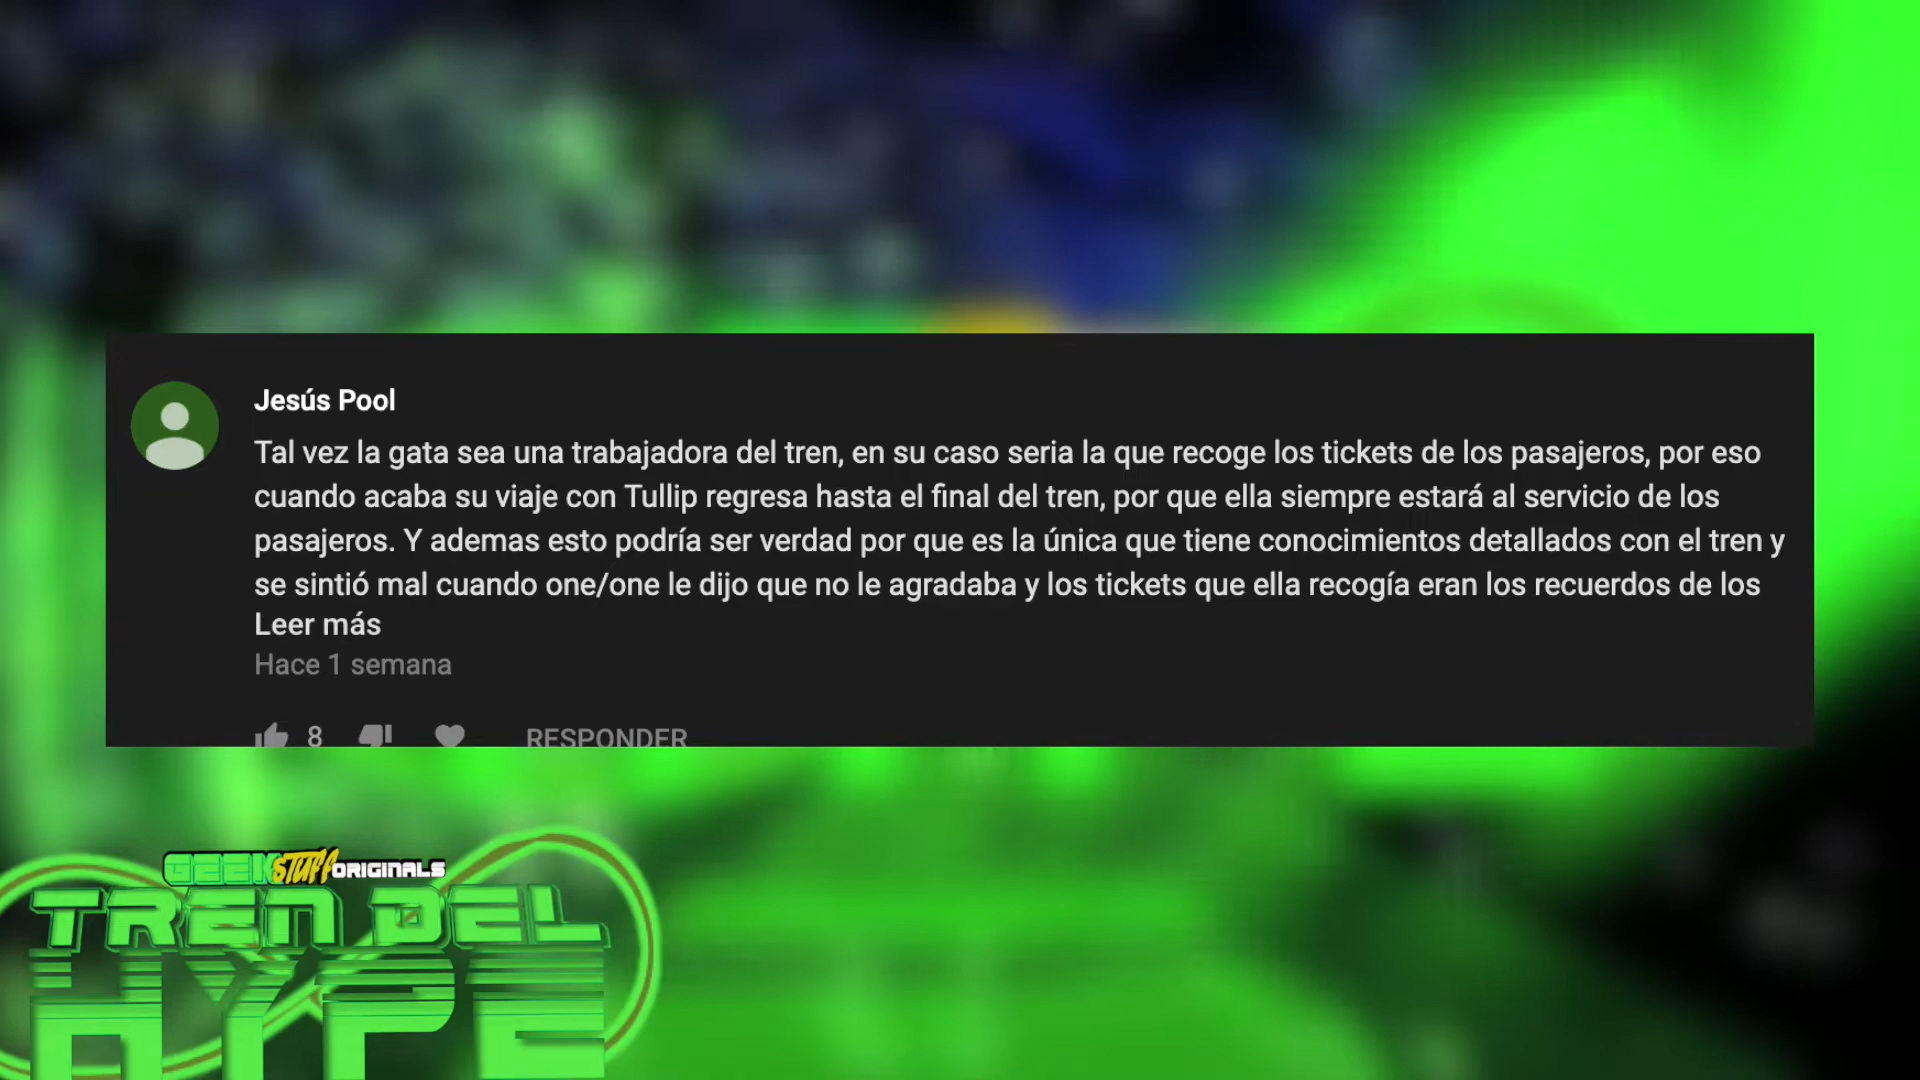 Jesús Pool
Tal vez la gata sea una trabajadora del tren, en su caso seria la que recoge los tickets de los pasajeros, por eso
cuando acaba su viaje con Tullip regresa hasta el final del tren, por que ella siempre estará al servicio de los
pasajeros. Y ademas esto podría ser verdad por que es la única que tiene conocimientos detallados con el tren y
se sintió mal cuando one/one le dijo que no le agradaba y los tickets que ella recogía eran los recuerdos de los
Leer más
Hace 1 semana
8 RESPONDER
GEEK STUFF ORIGINALS
TREN DEL
HYPE